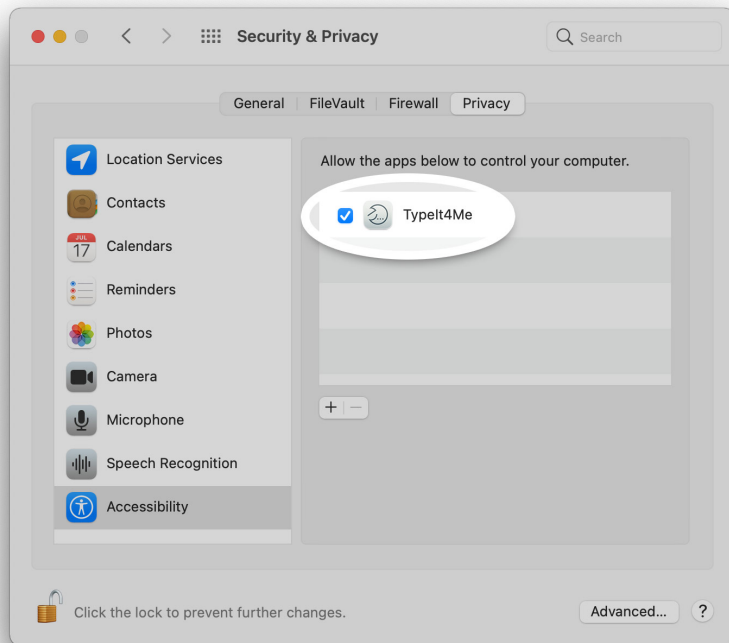 Security & Privacy
Search
General
FileVault
Firewall
Privacy
Location Services
Contacts
JUL
17
Calendars
Reminders
Photos
Camera
Microphone
Speech Recognition
Accessibility
Allow the apps below to control your computer.
TypeIt4Me
+
−
Click the lock to prevent further changes.
Advanced...
?